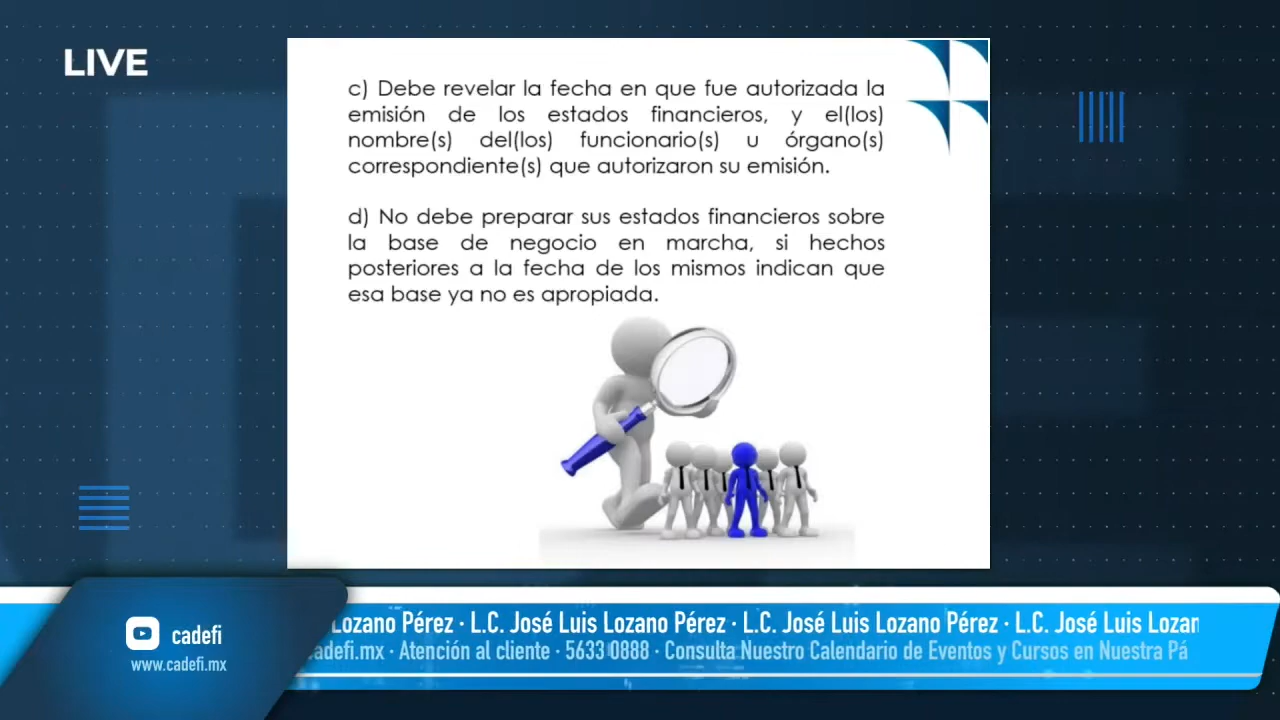 LIVE
c) Debe revelar la fecha en que fue autorizada la
emisión de los estados financieros, y el(los)
nombre(s) del(los) funcionario(s) u órgano(s)
correspondiente(s) que autorizaron su emisión.
d) No debe preparar sus estados financieros sobre
la base de negocio en marcha, si hechos
posteriores a la fecha de los mismos indican que
esa base ya no es apropiada.
cadefi
www.cadefi.mx
Lozano Pérez · L.C. José Luis Lozano Pérez · L.C. José Luis Lozano Pérez · L.C. José Luis Lozan
cadefi.mx · Atención al cliente · 5633 0888 · Consulta Nuestro Calendario de Eventos y Cursos en Nuestra Pá